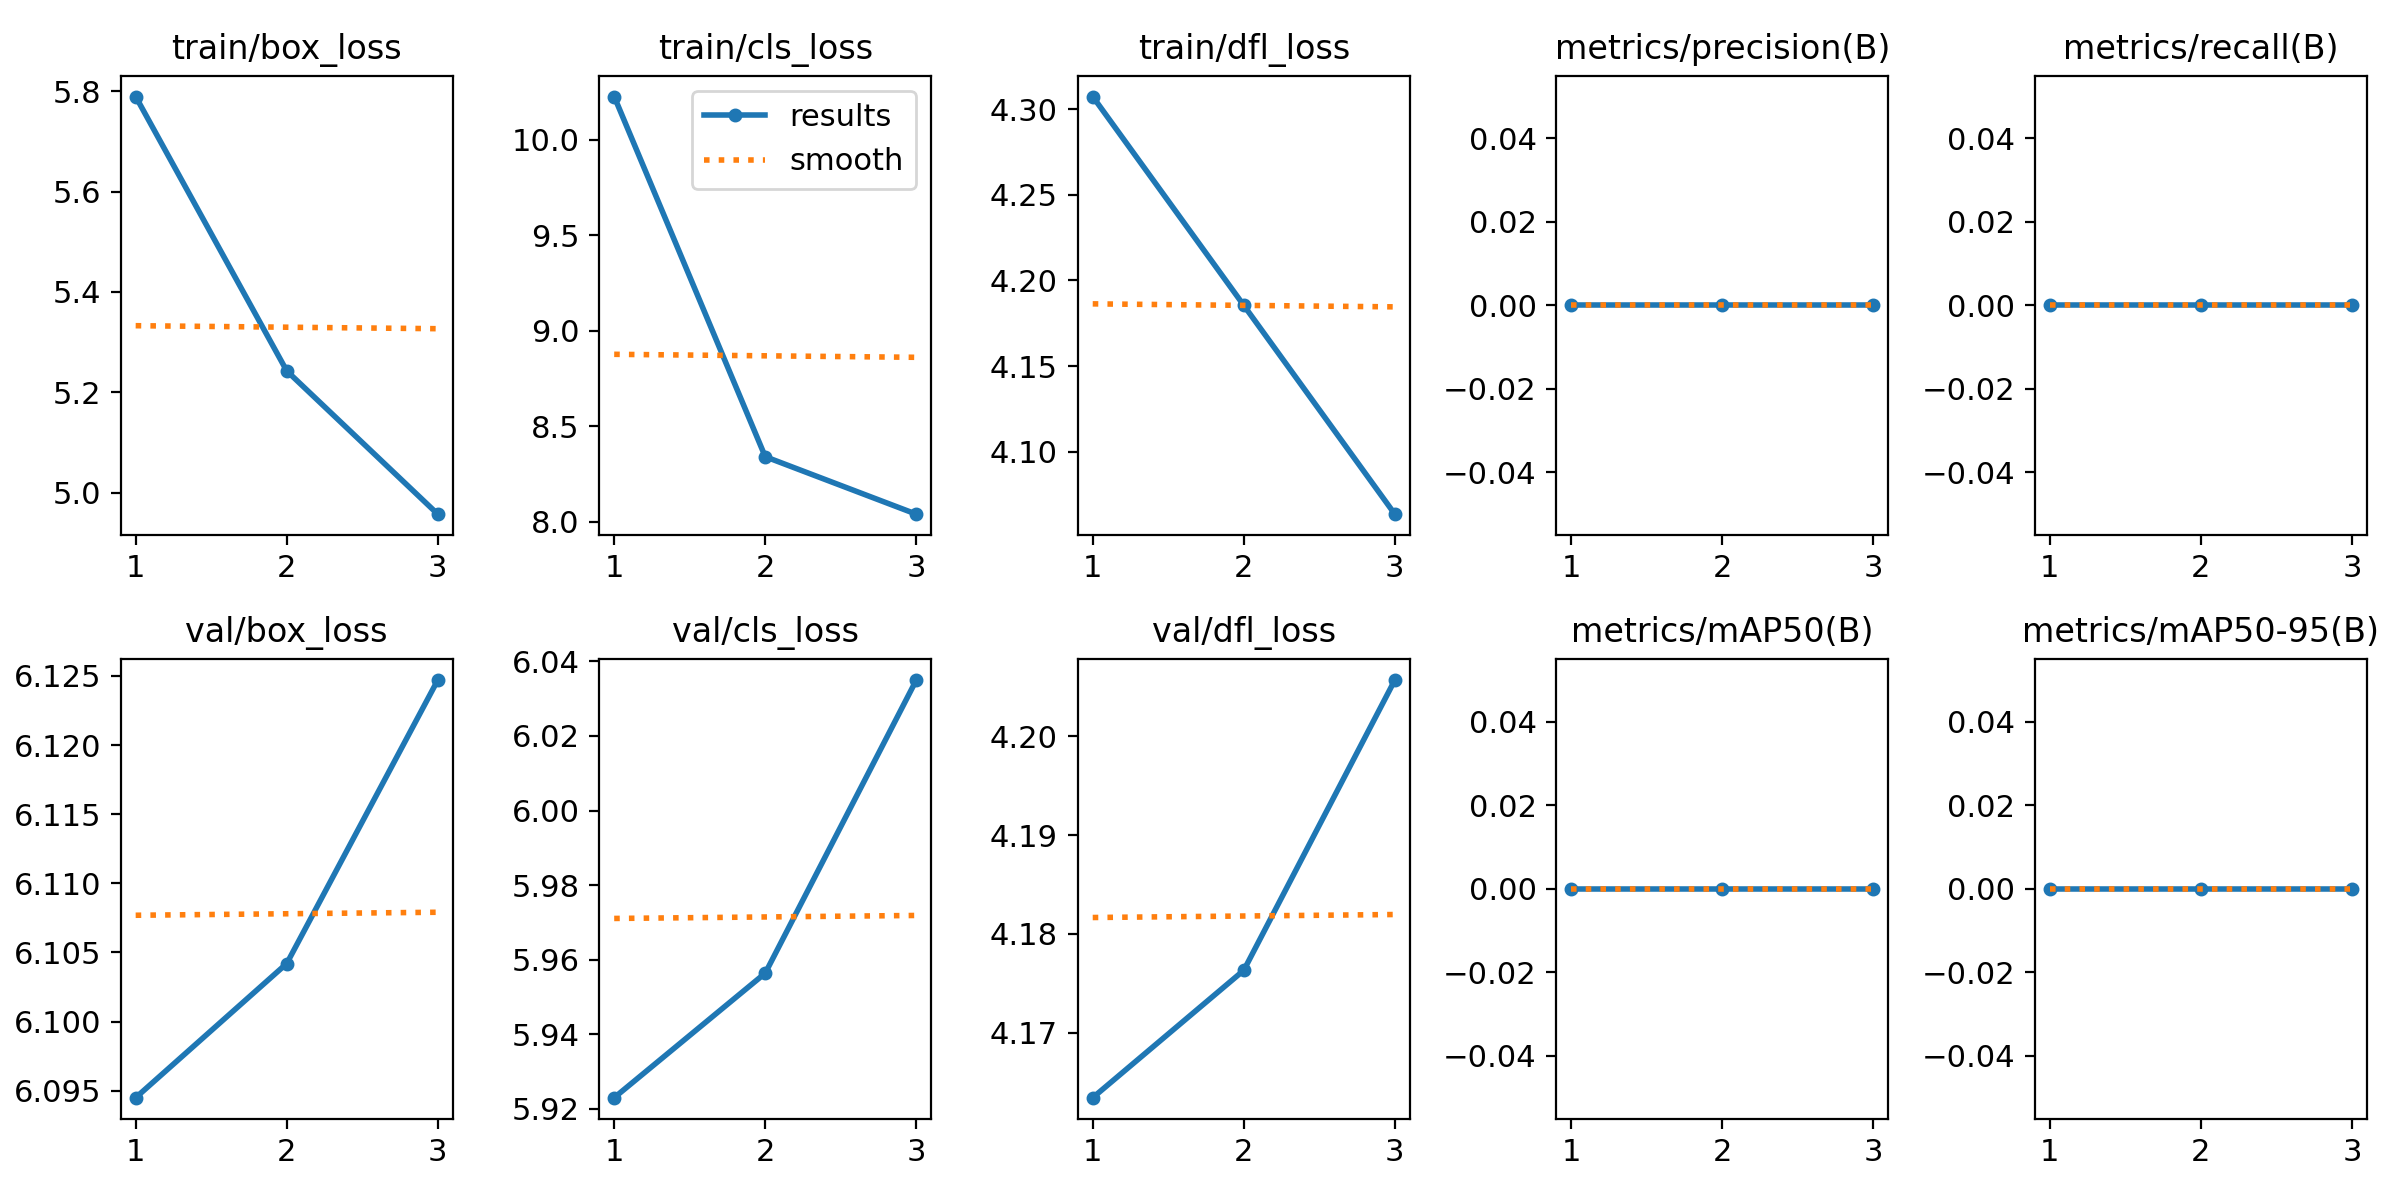 train/box_loss
5.8
5.6
5.4
5.2
5.0
1 2 3
train/cls_loss
results
smooth
10.0
9.5
9.0
8.5
8.0
1 2 3
train/dfl_loss
4.30
4.25
4.20
4.15
4.10
1 2 3
metrics/precision(B)
0.04
0.02
0.00
−0.02
−0.04
1 2 3
metrics/recall(B)
0.04
0.02
0.00
−0.02
−0.04
1 2 3
val/box_loss
6.125
6.120
6.115
6.110
6.105
6.100
6.095
1 2 3
val/cls_loss
6.04
6.02
6.00
5.98
5.96
5.94
5.92
1 2 3
val/dfl_loss
4.20
4.19
4.18
4.17
1 2 3
metrics/mAP50(B)
0.04
0.02
0.00
−0.02
−0.04
1 2 3
metrics/mAP50-95(B)
0.04
0.02
0.00
−0.02
−0.04
1 2 3